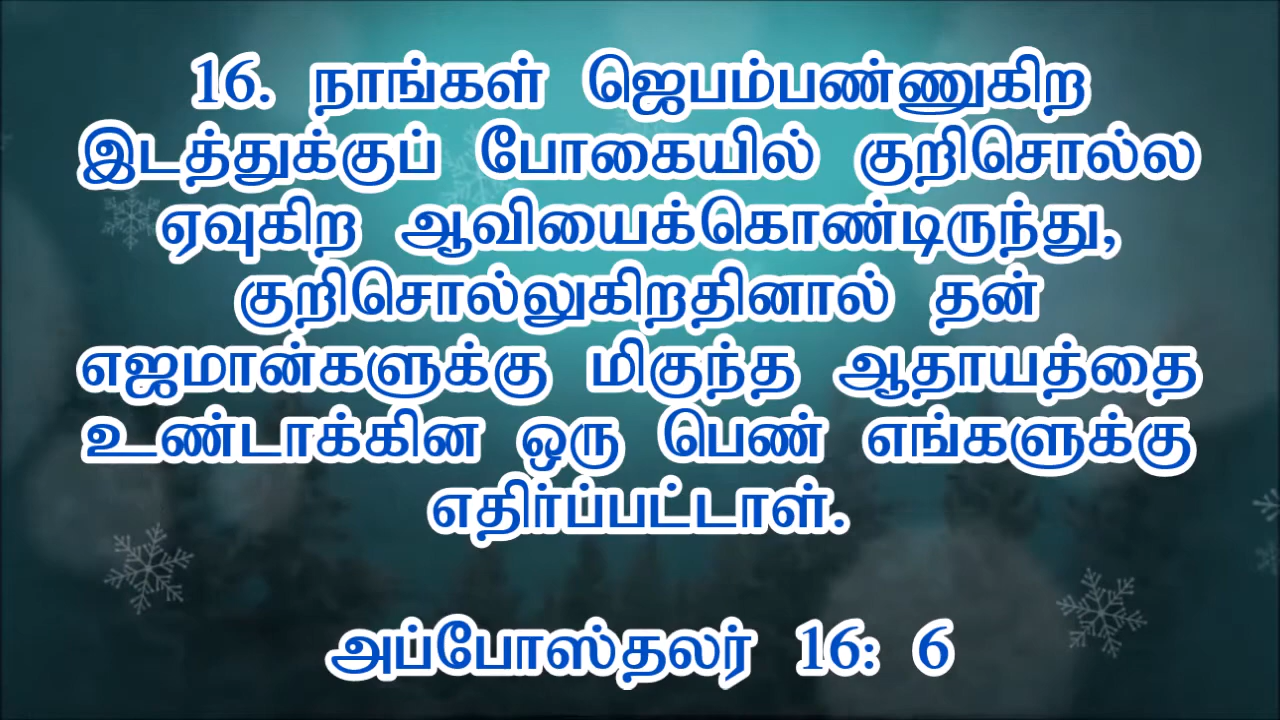 16. நாங்கள் ஜெபம்பண்ணுகிற
இடத்துக்குப் போகையில் குறிசொல்ல
ஏவுகிற ஆவியைக்கொண்டிருந்து,
குறிசொல்லுகிறதினால் தன்
எஜமான்களுக்கு மிகுந்த ஆதாயத்தை
உண்டாக்கின ஒரு பெண் எங்களுக்கு
எதிர்ப்பட்டாள்.
அப்போஸ்தலர் 16: 6